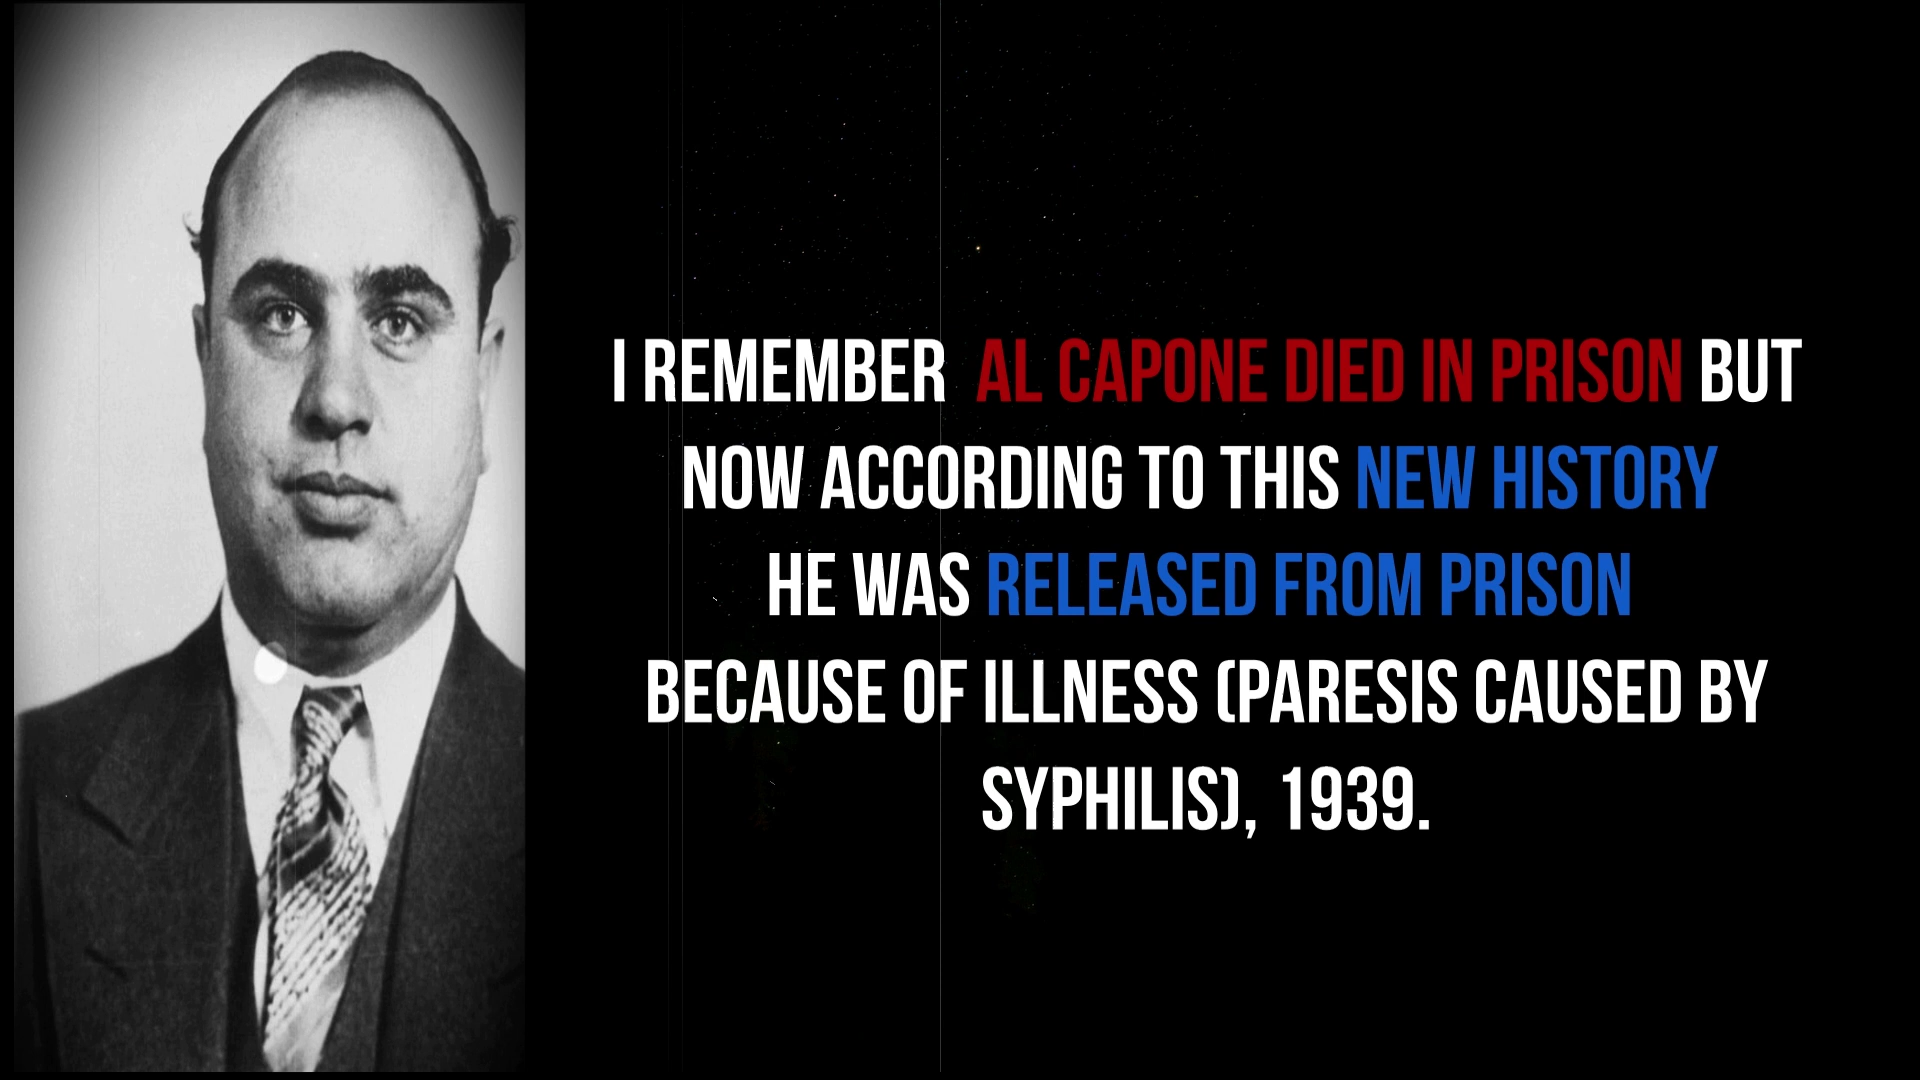 I REMEMBER AL CAPONE DIED IN PRISON BUT
NOW ACCORDING TO THIS NEW HISTORY
HE WAS RELEASED FROM PRISON
BECAUSE OF ILLNESS (PARESIS CAUSED BY
SYPHILIS), 1939.